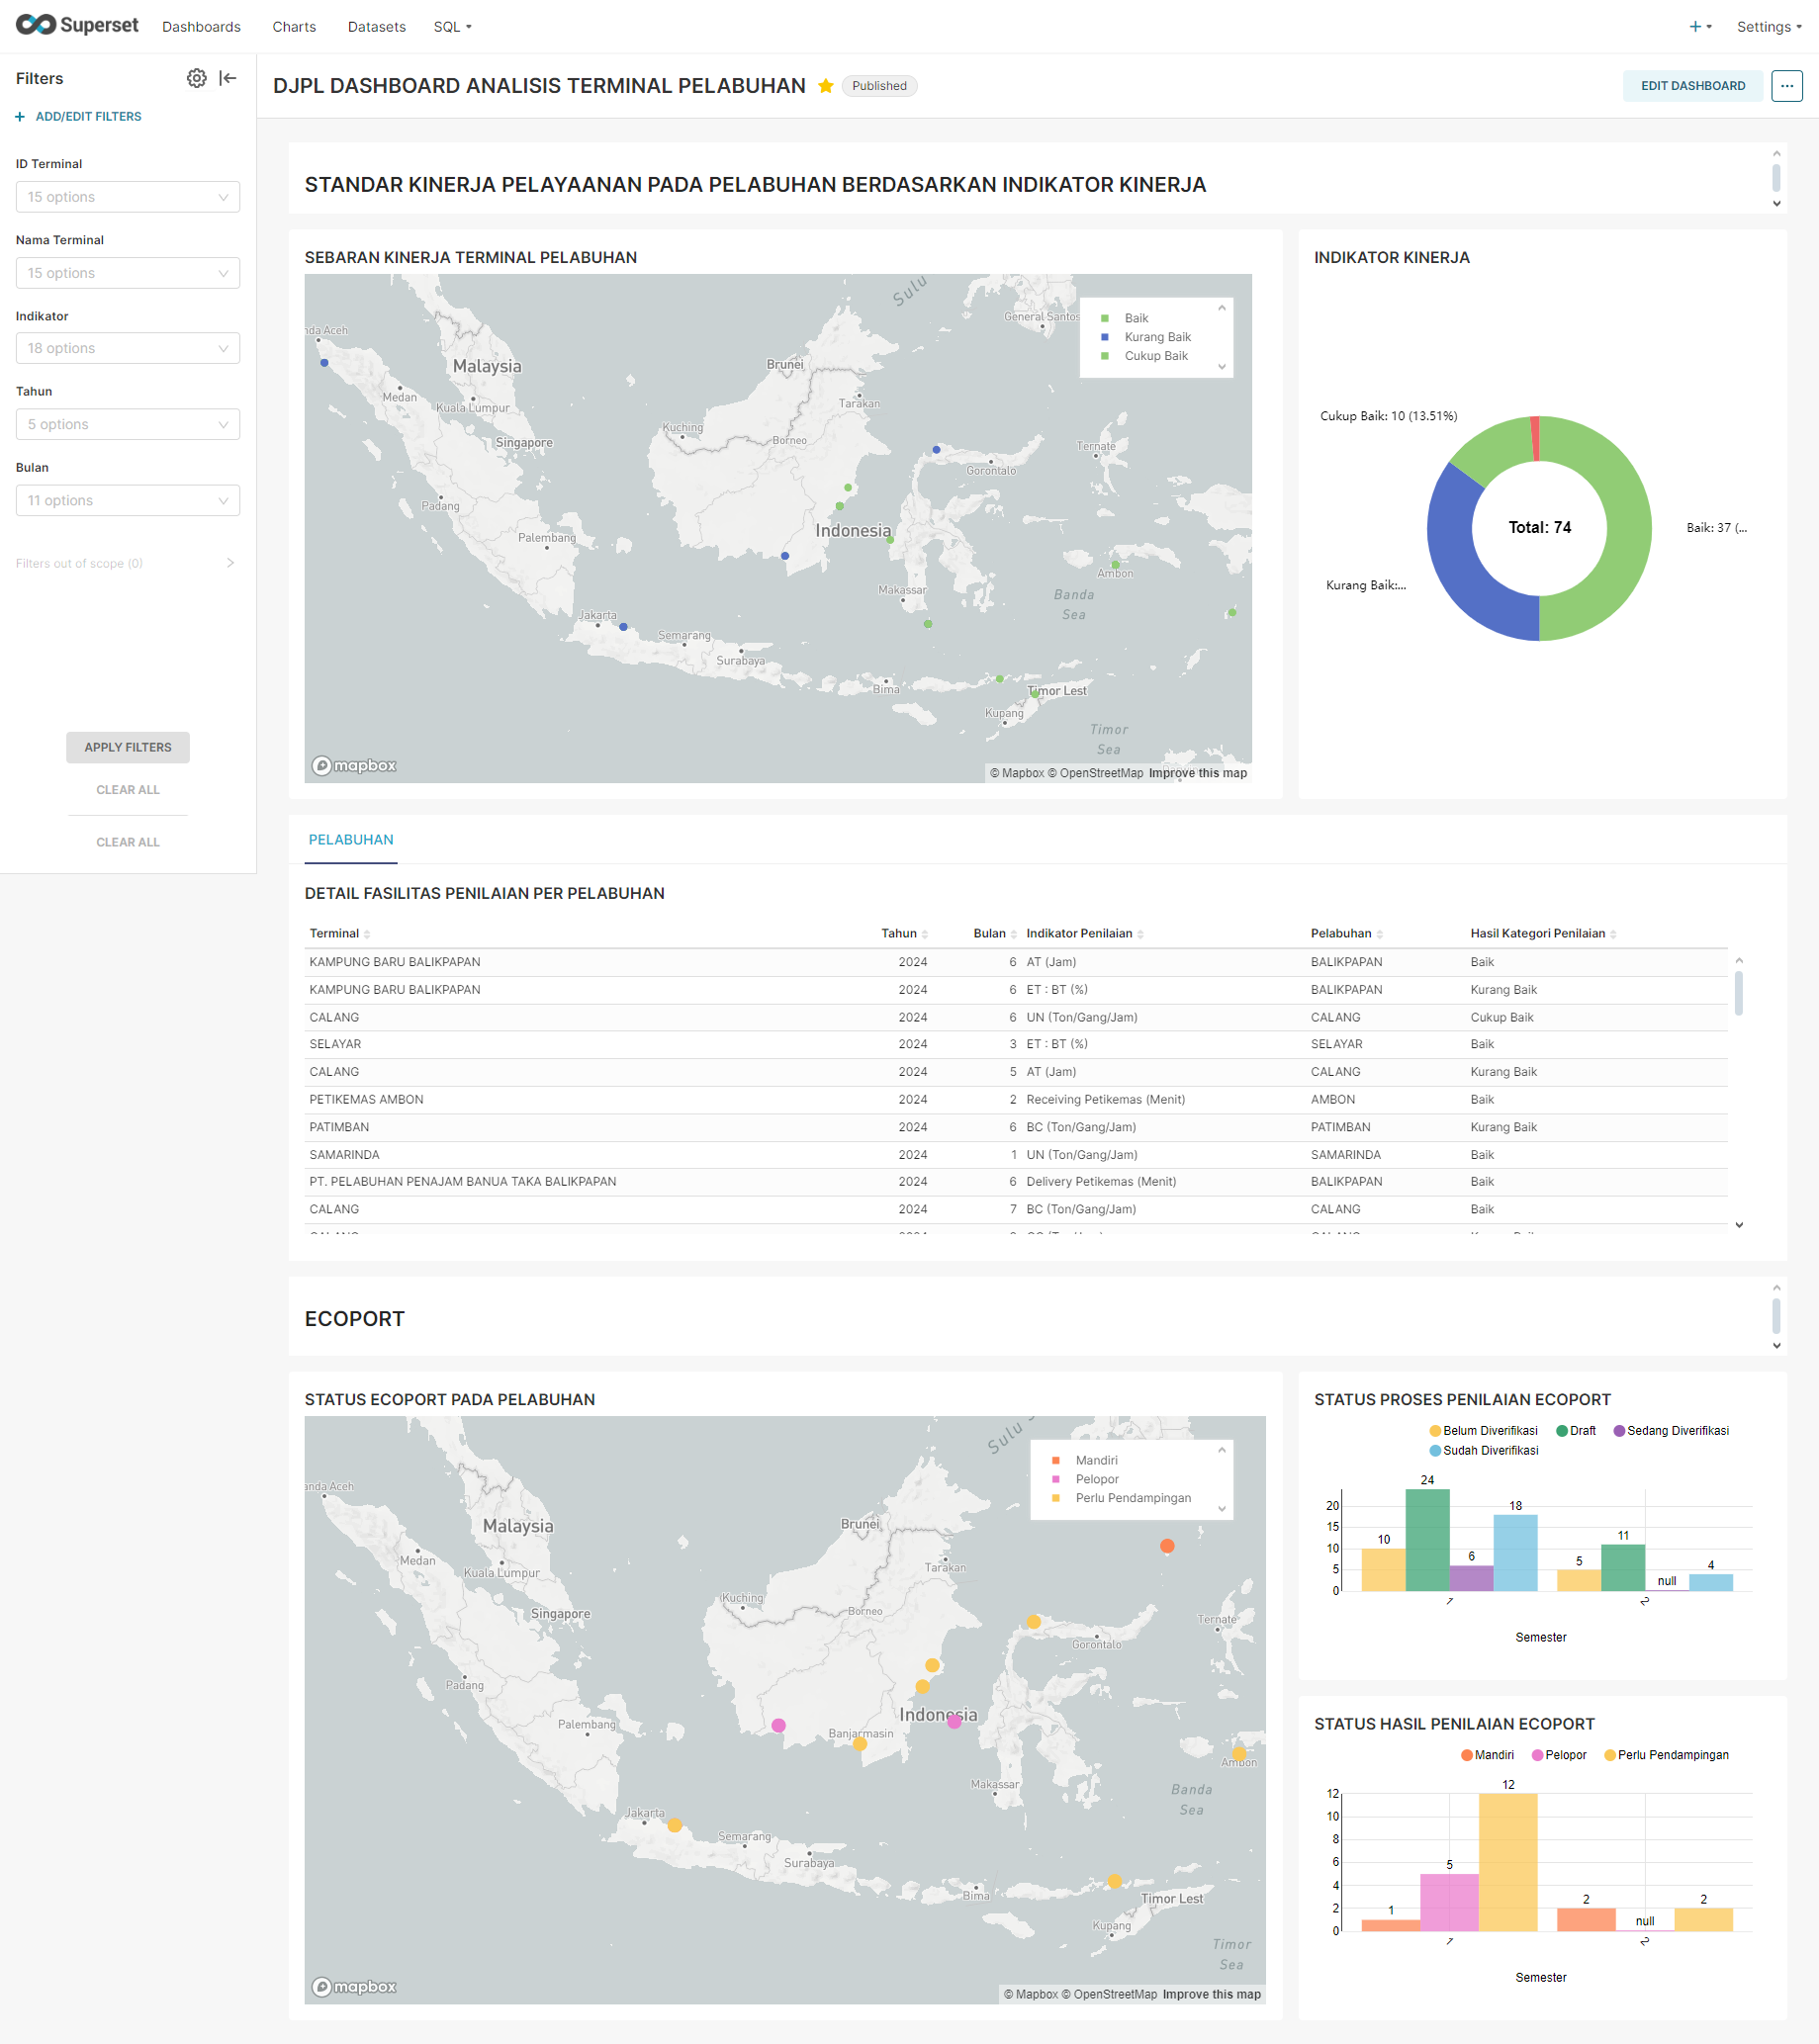 Superset
Dashboards
Charts
Datasets
SQL
+
Settings
Filters
+ ADD/EDIT FILTERS
ID Terminal
15 options
Nama Terminal
15 options
Indikator
18 options
Tahun
5 options
Bulan
11 options
Filters out of scope (0)
APPLY FILTERS
CLEAR ALL
CLEAR ALL
DJPL DASHBOARD ANALISIS TERMINAL PELABUHAN
Published
EDIT DASHBOARD
...
STANDAR KINERJA PELAYAANAN PADA PELABUHAN BERDASARKAN INDIKATOR KINERJA
SEBARAN KINERJA TERMINAL PELABUHAN
Sulu
General Santos
nda Aceh
Malaysia
Brunei
Medan
Kuala Lumpur
Tarakan
Kuching
Singapore
Borneo
Ternate
Gorontalo
Padang
Palembang
Indonesia
Ambon
Makassar
Banda
Sea
Jakarta
Semarang
Surabaya
Bima
Timor Lest
Kupang
Timor
Sea
Baik
Kurang Baik
Cukup Baik
mapbox
© Mapbox © OpenStreetMap Improve this map
INDIKATOR KINERJA
Cukup Baik: 10 (13.51%)
Total: 74
Baik: 37 (...
Kurang Baik:...
PELABUHAN
DETAIL FASILITAS PENILAIAN PER PELABUHAN
Terminal Tahun Bulan Indikator Penilaian Pelabuhan Hasil Kategori Penilaian
KAMPUNG BARU BALIKPAPAN 2024 6 AT (Jam) BALIKPAPAN Baik
KAMPUNG BARU BALIKPAPAN 2024 6 ET : BT (%) BALIKPAPAN Kurang Baik
CALANG 2024 6 UN (Ton/Gang/Jam) CALANG Cukup Baik
SELAYAR 2024 3 ET : BT (%) SELAYAR Baik
CALANG 2024 5 AT (Jam) CALANG Kurang Baik
PETIKEMAS AMBON 2024 2 Receiving Petikemas (Menit) AMBON Baik
PATIMBAN 2024 6 BC (Ton/Gang/Jam) PATIMBAN Kurang Baik
SAMARINDA 2024 1 UN (Ton/Gang/Jam) SAMARINDA Baik
PT. PELABUHAN PENAJAM BANUA TAKA BALIKPAPAN 2024 6 Delivery Petikemas (Menit) BALIKPAPAN Baik
CALANG 2024 7 BC (Ton/Gang/Jam) CALANG Baik
ECOPORT
STATUS ECOPORT PADA PELABUHAN
Sulu
anda Aceh
Malaysia
Brunei
Medan
Kuala Lumpur
Tarakan
Kuching
Singapore
Borneo
Ternate
Gorontalo
Padang
Palembang
Indonesia
Banjarmasin
Ambon
Makassar
Banda
Sea
Jakarta
Semarang
Surabaya
Bima
Timor Lest
Kupang
Timor
Sea
Mandiri
Pelopor
Perlu Pendampingan
mapbox
© Mapbox © OpenStreetMap Improve this map
STATUS PROSES PENILAIAN ECOPORT
Belum Diverifikasi Draft Sedang Diverifikasi
Sudah Diverifikasi
20
15
10
5
0
10
24
6
18
5
11
null
4
1
2
Semester
STATUS HASIL PENILAIAN ECOPORT
Mandiri Pelopor Perlu Pendampingan
12
10
8
6
4
2
0
1
5
12
2
null
2
1
2
Semester